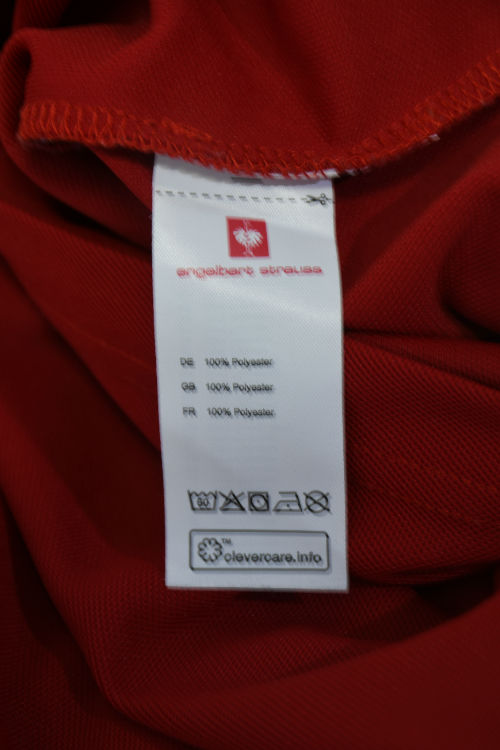 engelbert strauss
DE 100% Polyester
GB 100% Polyester
FR 100% Polyester
60
™
clevercare.info